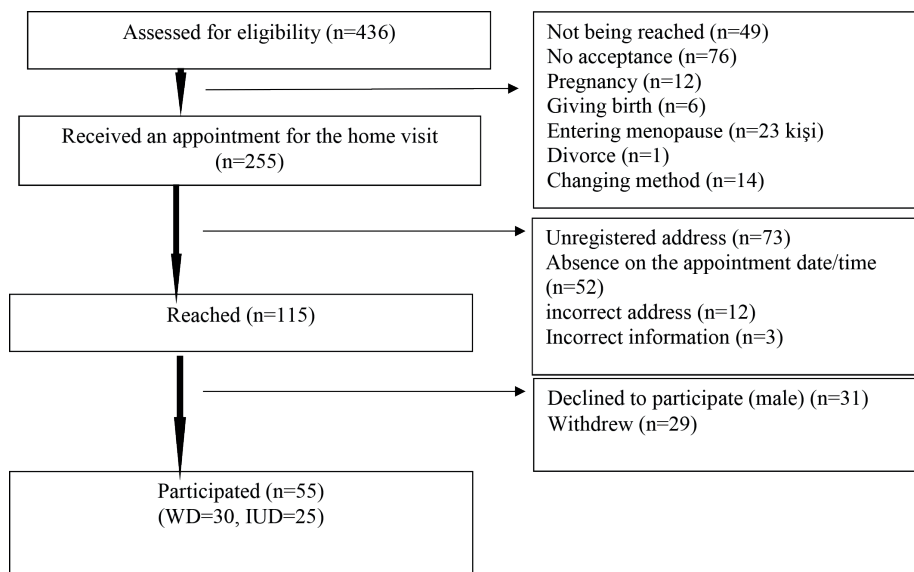 Assessed for eligibility (n=436)
Not being reached (n=49)
No acceptance (n=76)
Pregnancy (n=12)
Giving birth (n=6)
Entering menopause (n=23 kişi)
Divorce (n=1)
Changing method (n=14)
Received an appointment for the home visit
(n=255)
Unregistered address (n=73)
Absence on the appointment date/time
(n=52)
incorrect address (n=12)
Incorrect information (n=3)
Reached (n=115)
Declined to participate (male) (n=31)
Withdrew (n=29)
Participated (n=55)
(WD=30, IUD=25)